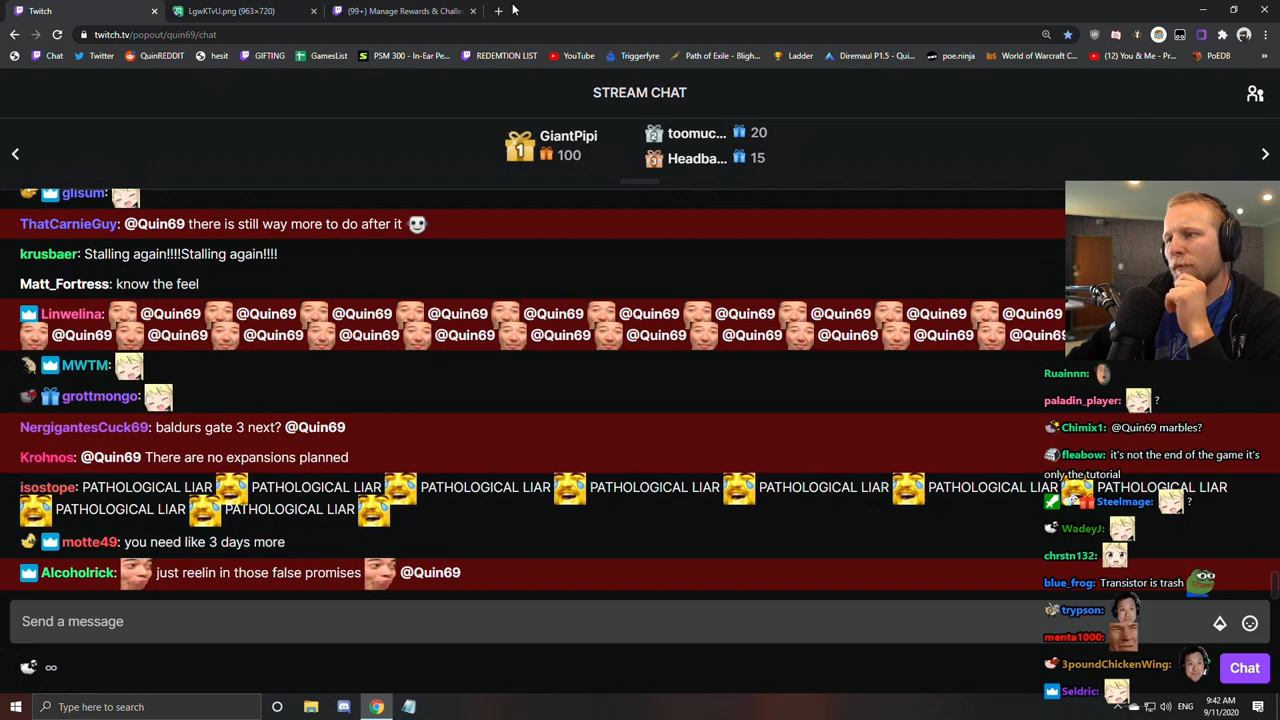 Twitch
LgwKTvU.png (963×720)
(99+) Manage Rewards & Challe
twitch.tv/popout/quin69/chat
Chat
Twitter
QuinREDDIT
hesit
GIFTING
GamesList
PSM 300 - In-Ear Pe...
REDEMTION LIST
YouTube
Triggerfyre
Path of Exile - Bligh...
Ladder
Diremaul P1.5 - Qu...
poe.ninja
World of Warcraft C...
(12) You & Me - Pr...
PoEDB
»
STREAM CHAT
1 GiantPipi
100
2 toomuc... 20
3 Headba... 15
glisum:
ThatCarnieGuy: @Quin69 there is still way more to do after it
krusbaer: Stalling again!!!!Stalling again!!!!
Matt_Fortress: know the feel
Linwelina: @Quin69 @Quin69 @Quin69 @Quin69 @Quin69 @Quin69 @Quin69 @Quin69 @Quin69 @Quin69
@Quin69 @Quin69 @Quin69 @Quin69 @Quin69 @Quin69 @Quin69 @Quin69 @Quin69 @Quin69 @Quin69
MWTM:
grottmongo:
NergigantesCuck69: baldurs gate 3 next? @Quin69
Krohnos: @Quin69 There are no expansions planned
isostope: PATHOLOGICAL LIAR PATHOLOGICAL LIAR PATHOLOGICAL LIAR PATHOLOGICAL LIAR PATHOLOGICAL LIAR PATHOLOGICAL LIAR PATHOLOGICAL LIAR
PATHOLOGICAL LIAR PATHOLOGICAL LIAR
motte49: you need like 3 days more
Alcoholrick: just reelin in those false promises @Quin69
Send a message
∞
Chat
Ruainnn:
paladin_player: ?
Chimix1: @Quin69 marbles?
fleabow: it's not the end of the game it's
only the tutorial
Steelmage: ?
WadeyJ:
chrstn132:
blue_frog: Transistor is trash
trypson:
menta1000:
3poundChickenWing:
Seldric:
Type here to search
ENG
9:42 AM
9/11/2020